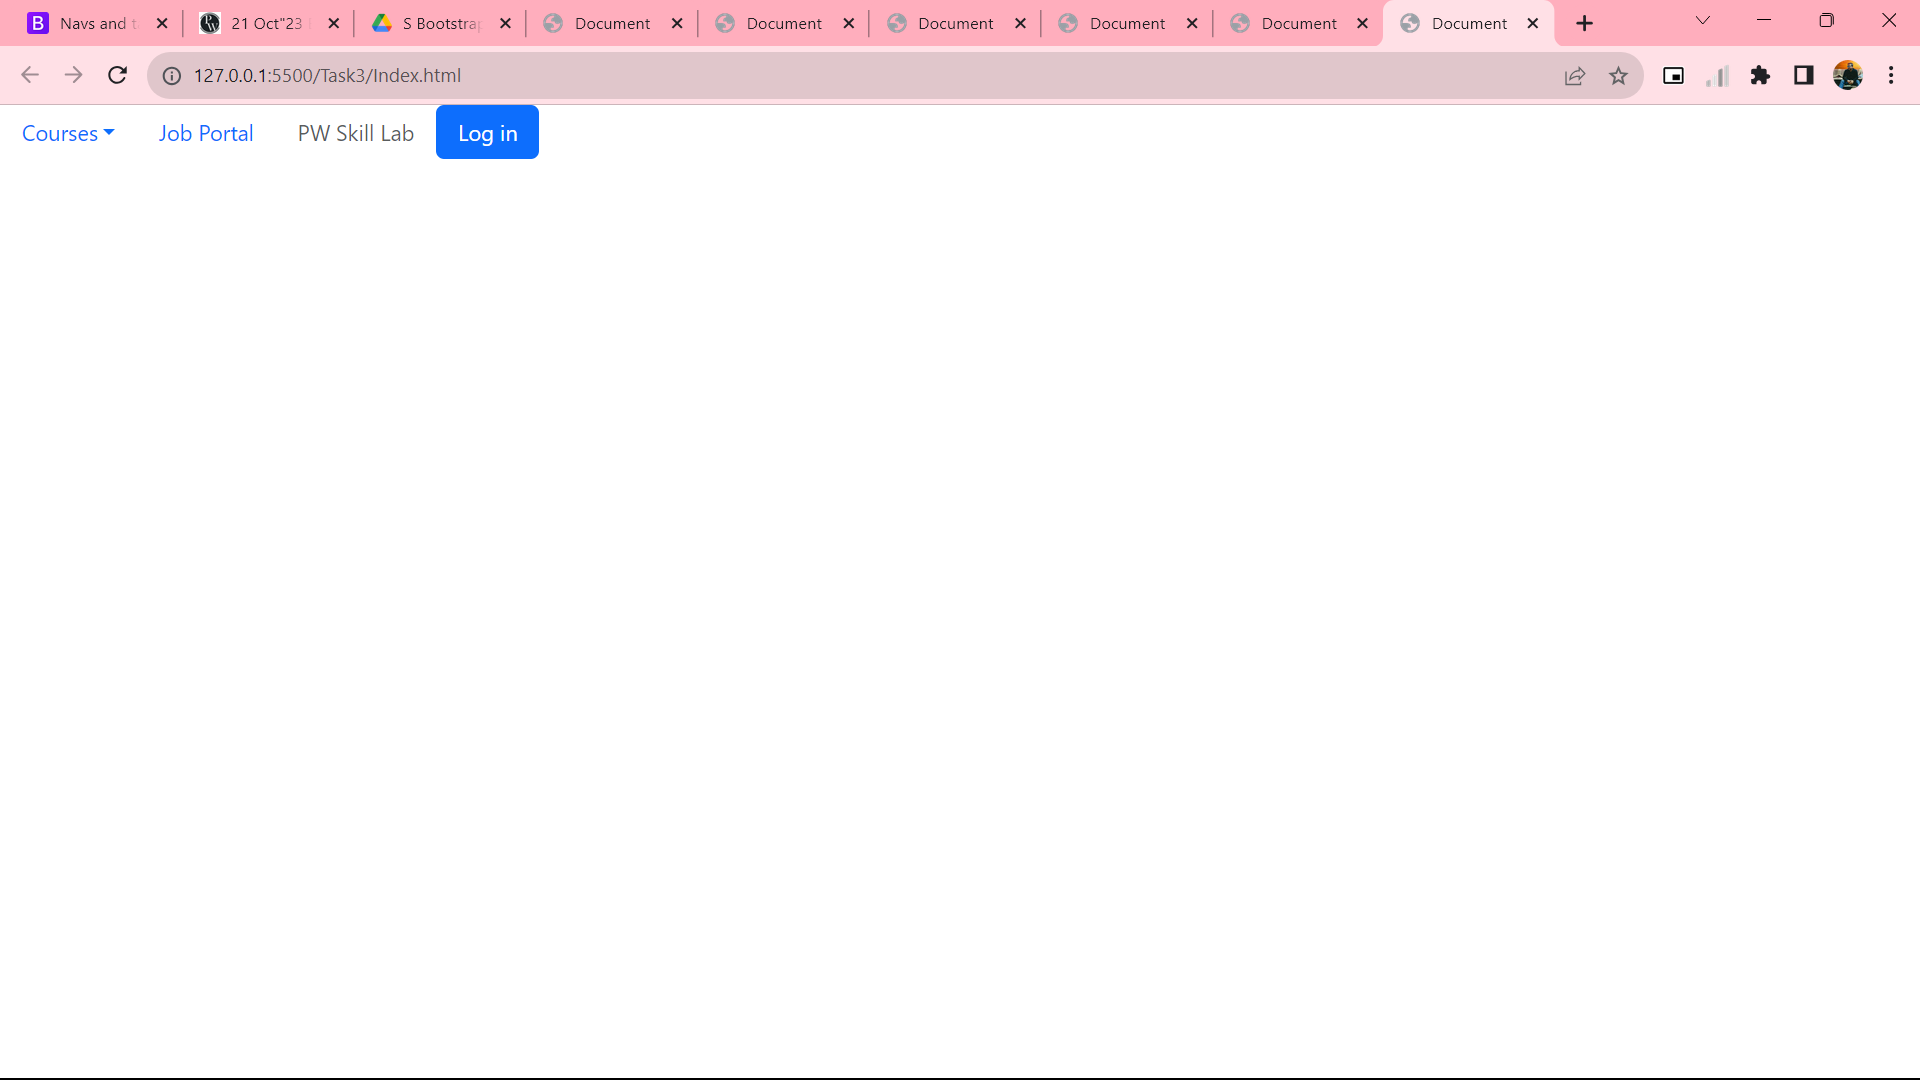 B Navs and t 21 Oct"23 S Bootstrap Document Document Document Document Document Document
127.0.0.1:5500/Task3/Index.html
Courses Job Portal PW Skill Lab Log in